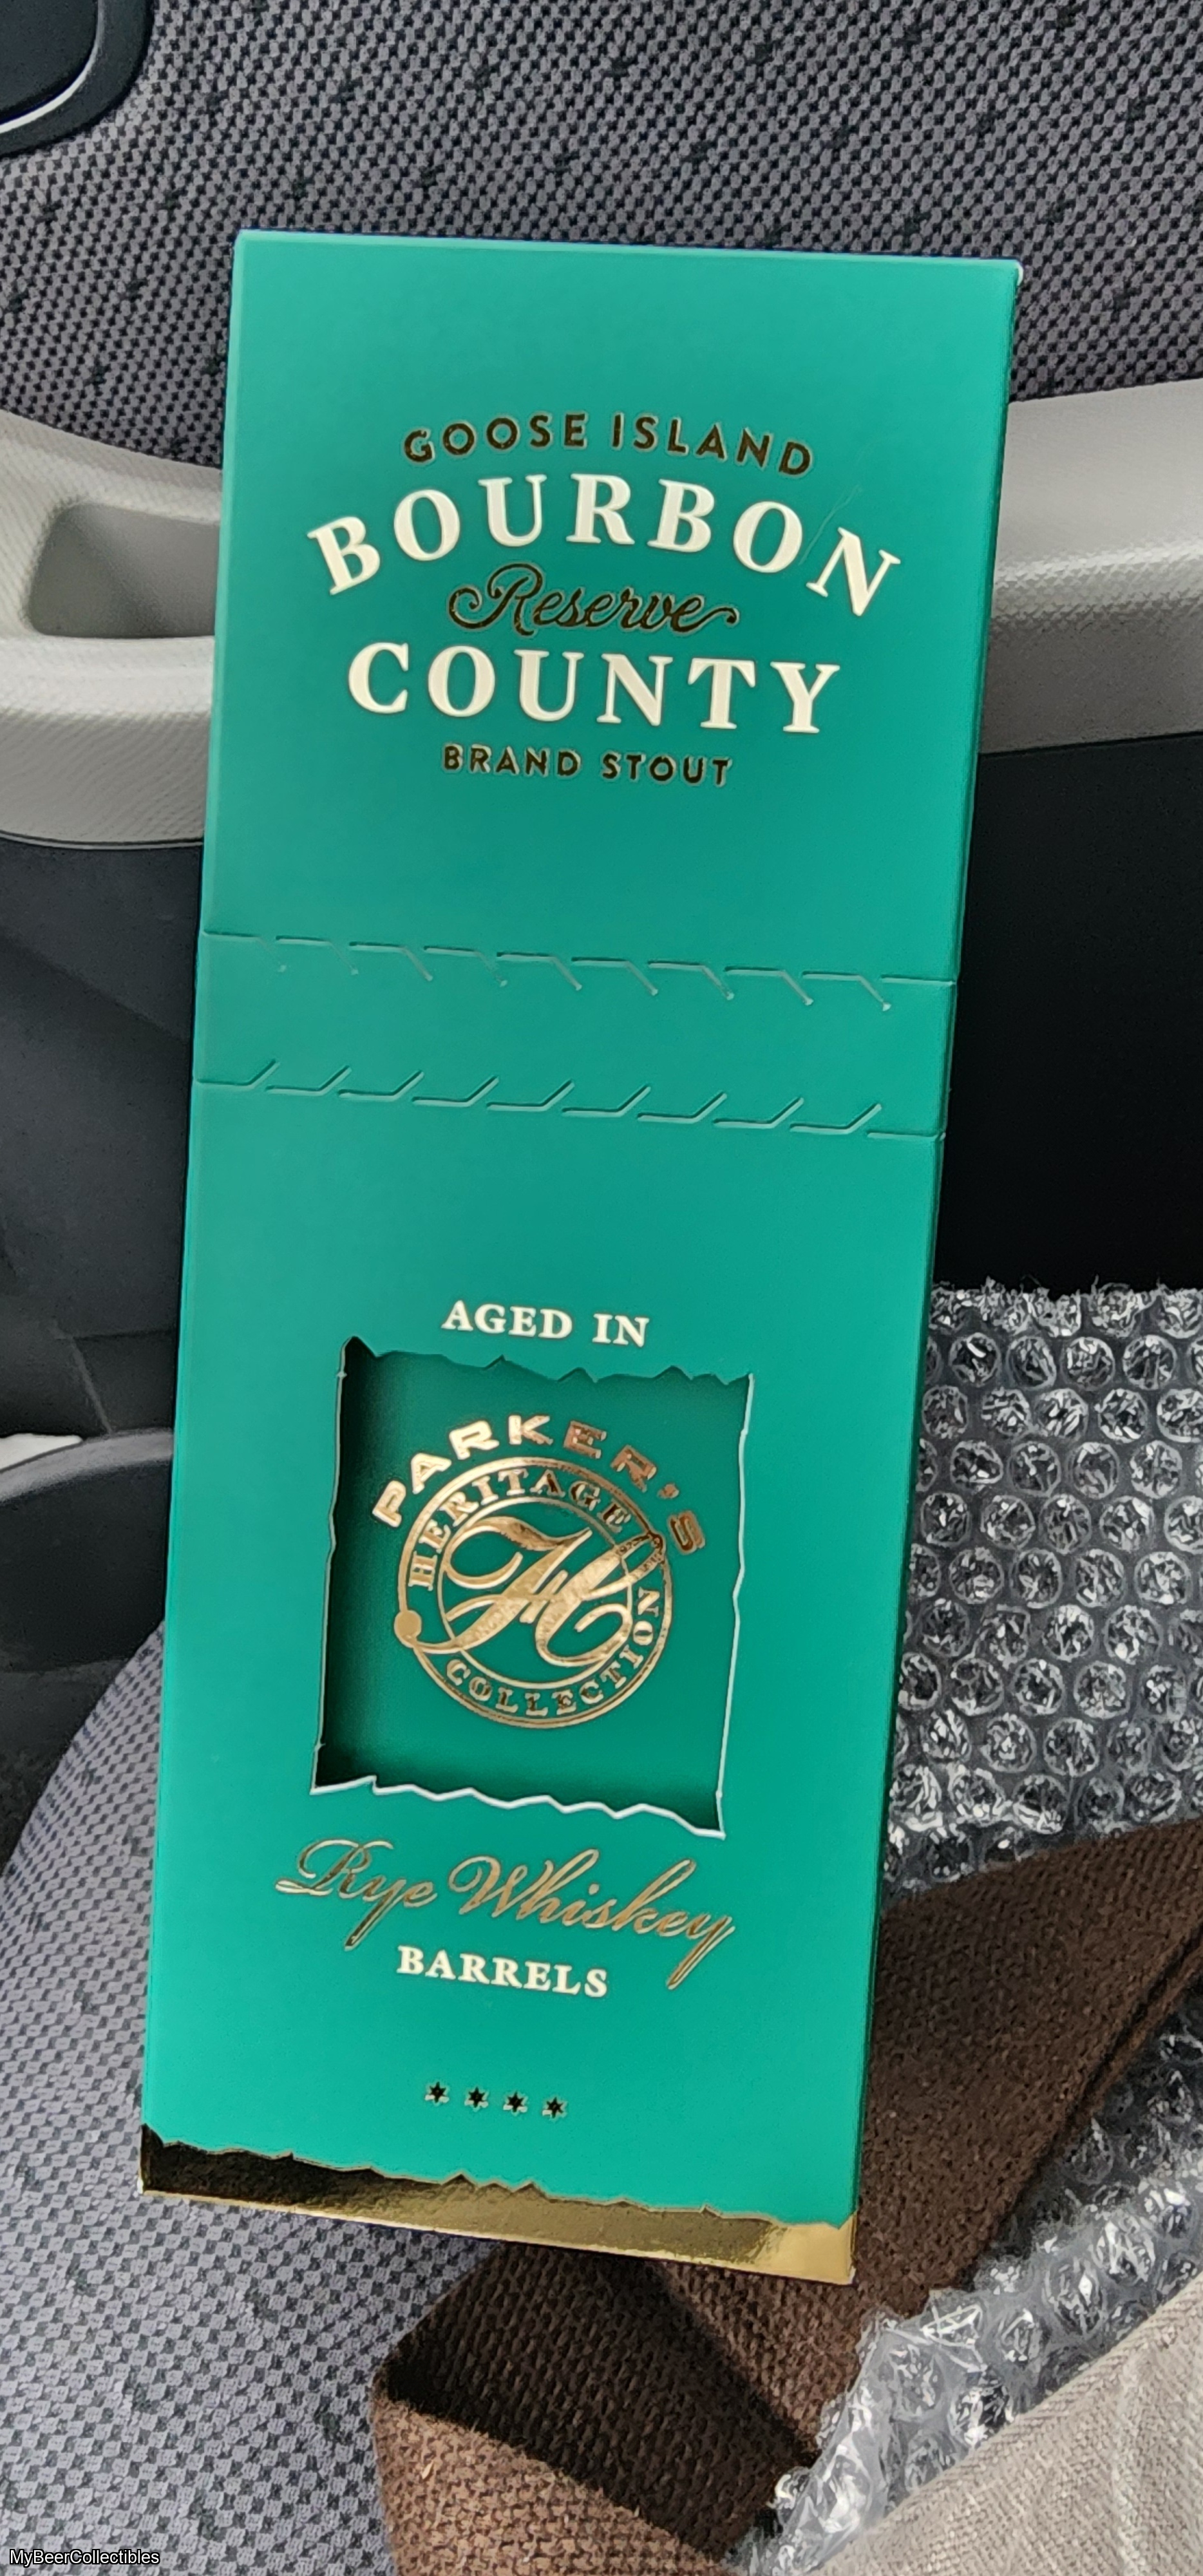 GOOSE ISLAND
BOURBON
Reserve
COUNTY
BRAND STOUT
AGED IN
PARKER'S
HERITAGE
H
COLLECTION
Rye Whiskey
BARRELS
MyBeerCollectibles